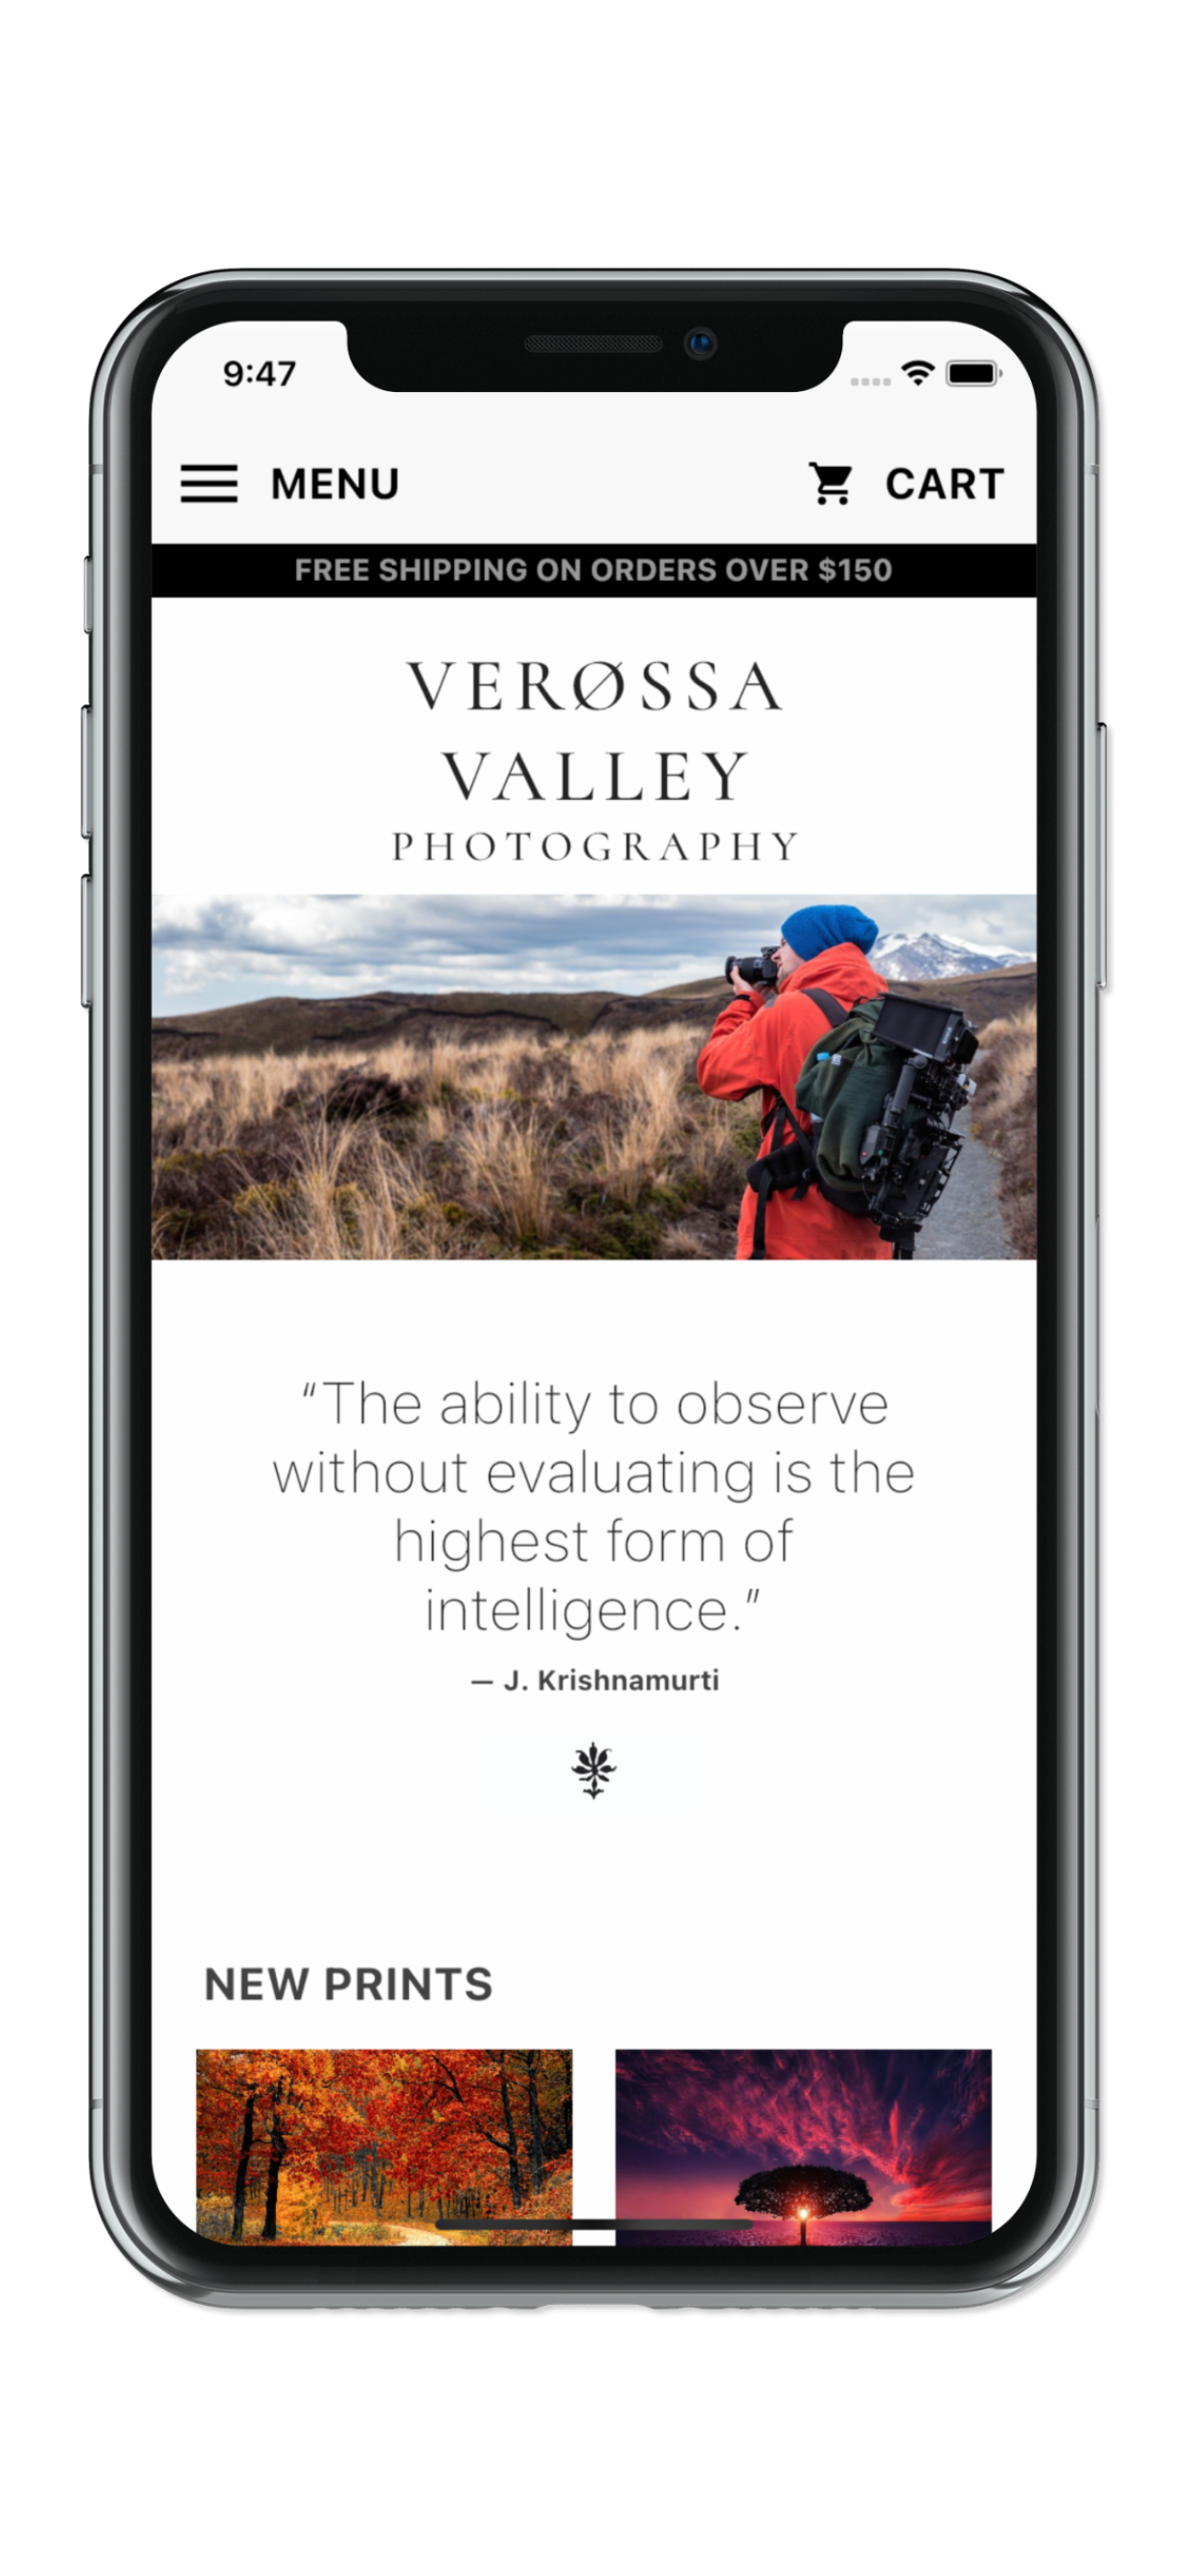 9:47
MENU
CART
FREE SHIPPING ON ORDERS OVER $150
VERØSSA
VALLEY
PHOTOGRAPHY
“The ability to observe
without evaluating is the
highest form of
intelligence.”
— J. Krishnamurti
NEW PRINTS